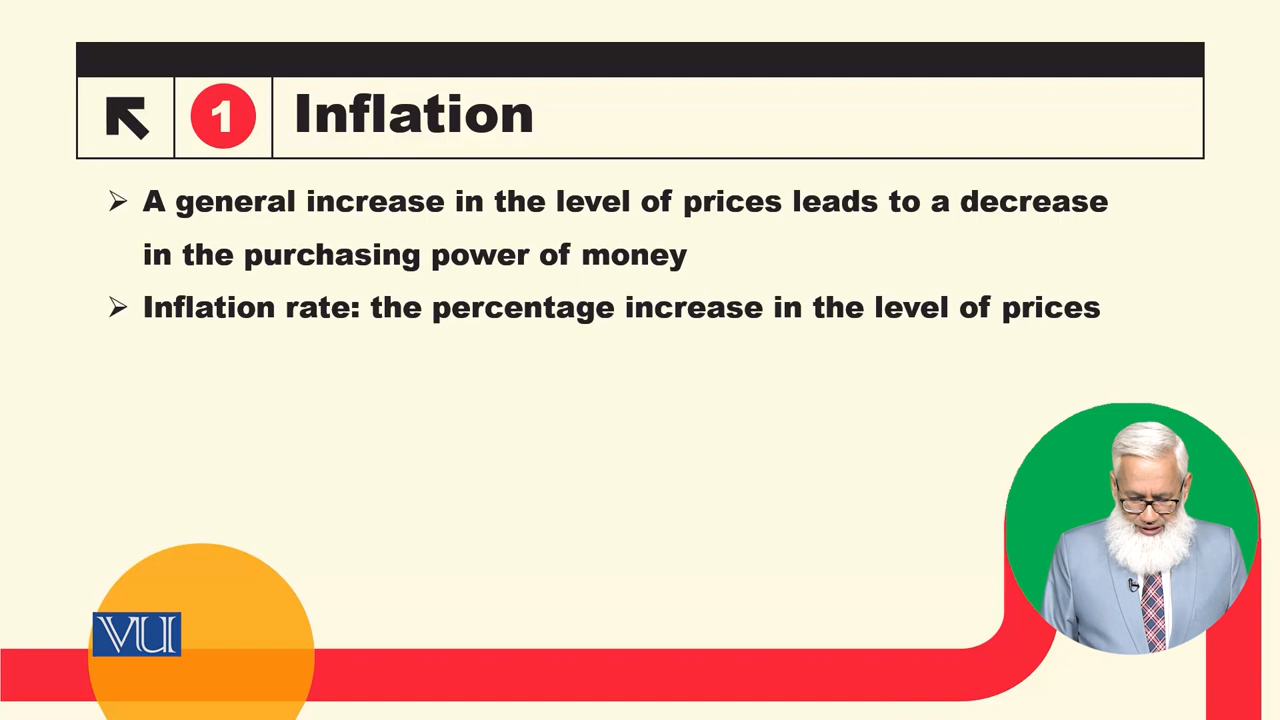 1 Inflation
➢ A general increase in the level of prices leads to a decrease
in the purchasing power of money
➢ Inflation rate: the percentage increase in the level of prices
VU